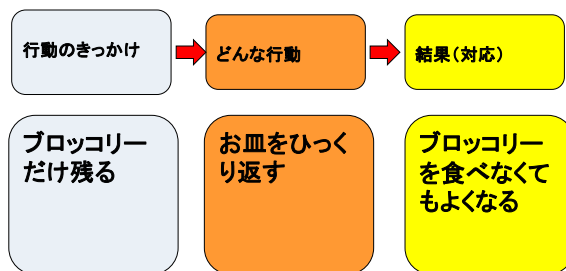 行動のきっかけ
どんな行動
結果（対応）
ブロッコリー
だけ残る
お皿をひっく
り返す
ブロッコリー
を食べなくて
もよくなる